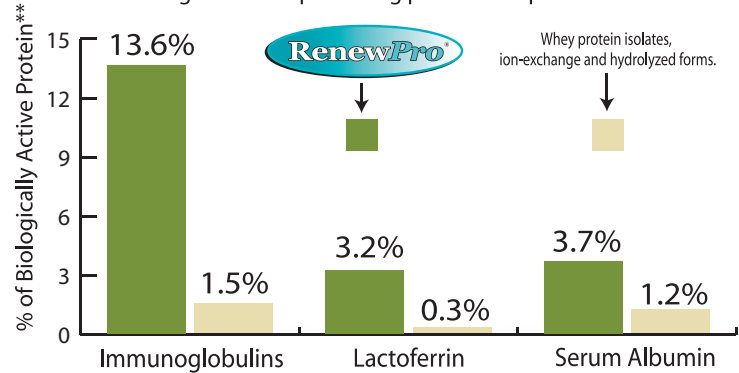 % of Biologically Active Protein**
15
12
9
6
3
0
13.6%
1.5%
3.2%
0.3%
3.7%
1.2%
RenewPro®
Whey protein isolates,
ion-exchange and hydrolyzed forms.
Immunoglobulins
Lactoferrin
Serum Albumin